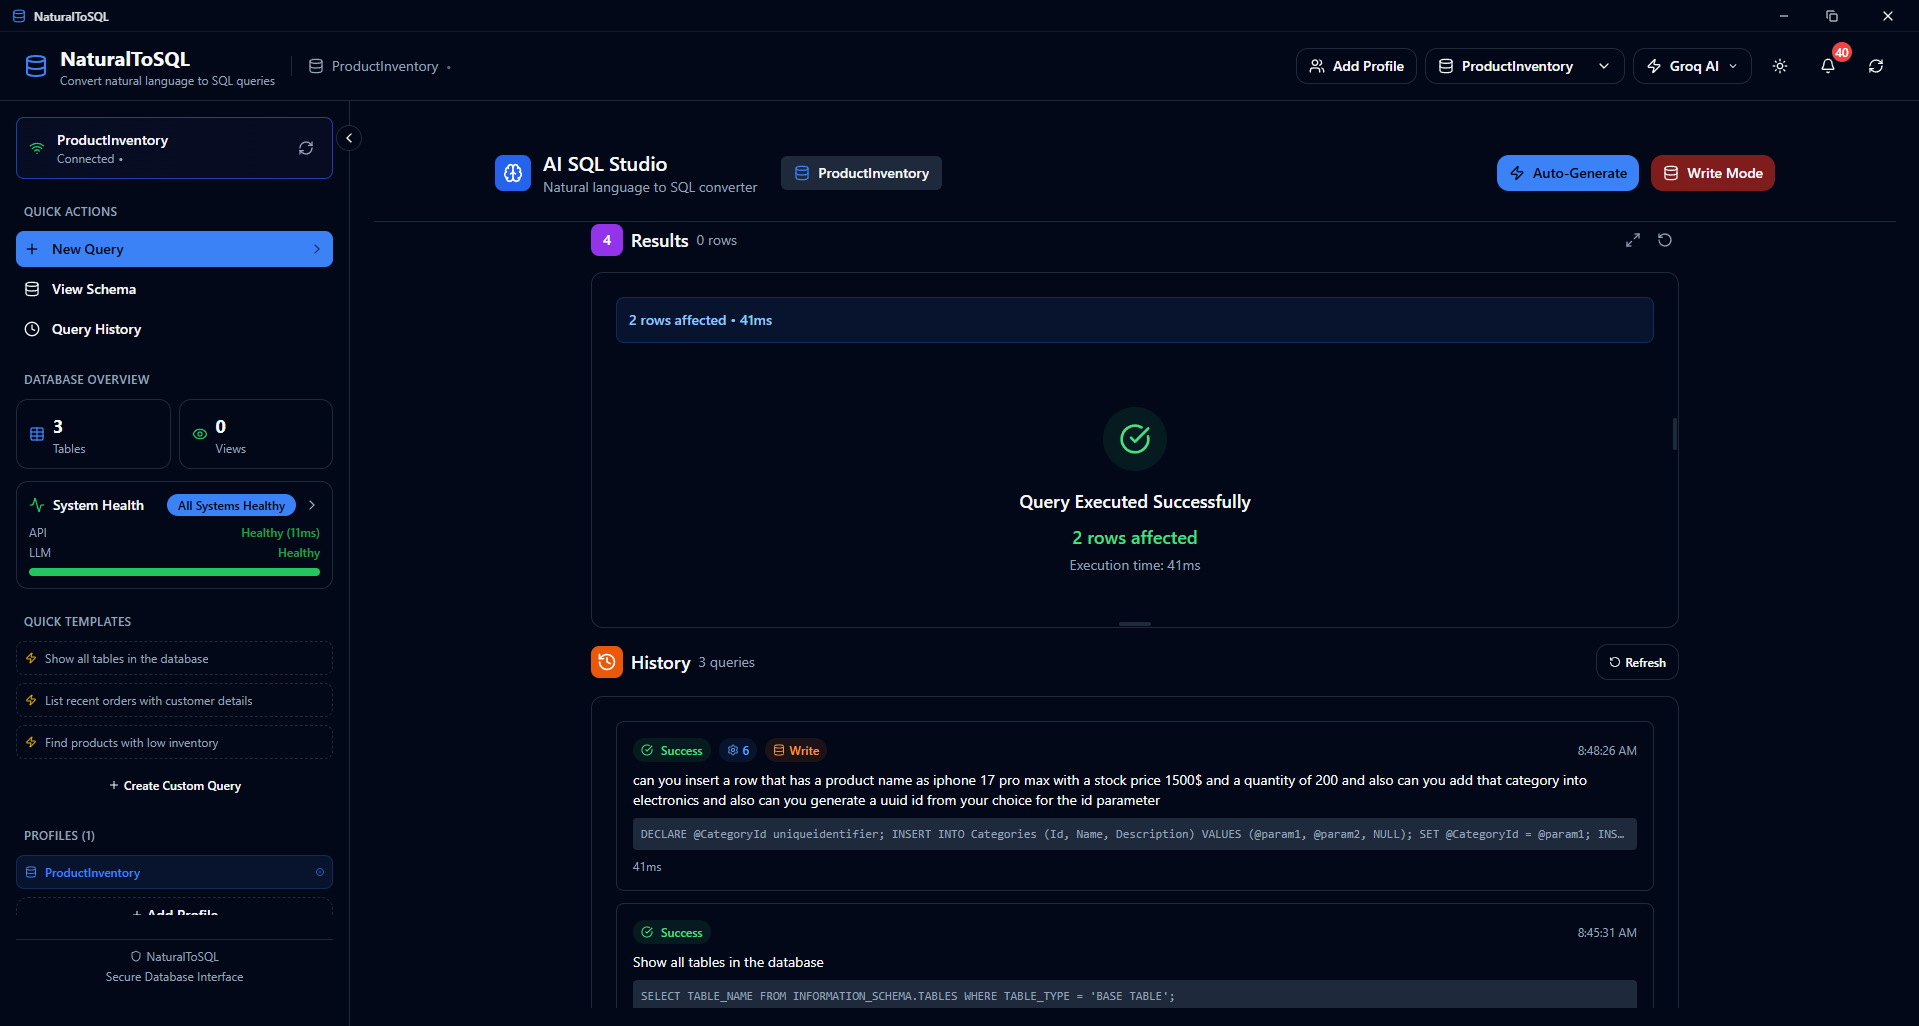 NaturalToSQL
NaturalToSQL
Convert natural language to SQL queries
ProductInventory •
Add Profile
ProductInventory
Groq AI
40
ProductInventory
Connected •
QUICK ACTIONS
New Query
View Schema
Query History
DATABASE OVERVIEW
3
Tables
0
Views
System Health
All Systems Healthy
API
Healthy (11ms)
LLM
Healthy
QUICK TEMPLATES
Show all tables in the database
List recent orders with customer details
Find products with low inventory
+ Create Custom Query
PROFILES (1)
ProductInventory
+ Add Profile
NaturalToSQL
Secure Database Interface
AI SQL Studio
Natural language to SQL converter
ProductInventory
Auto-Generate
Write Mode
4
Results 0 rows
2 rows affected • 41ms
Query Executed Successfully
2 rows affected
Execution time: 41ms
History 3 queries
Refresh
Success
6
Write
8:48:26 AM
can you insert a row that has a product name as iphone 17 pro max with a stock price 1500$ and a quantity of 200 and also can you add that category into
electronics and also can you generate a uuid id from your choice for the id parameter
DECLARE @CategoryId uniqueidentifier; INSERT INTO Categories (Id, Name, Description) VALUES (@param1, @param2, NULL); SET @CategoryId = @param1; INS…
41ms
Success
8:45:31 AM
Show all tables in the database
SELECT TABLE_NAME FROM INFORMATION_SCHEMA.TABLES WHERE TABLE_TYPE = 'BASE TABLE';